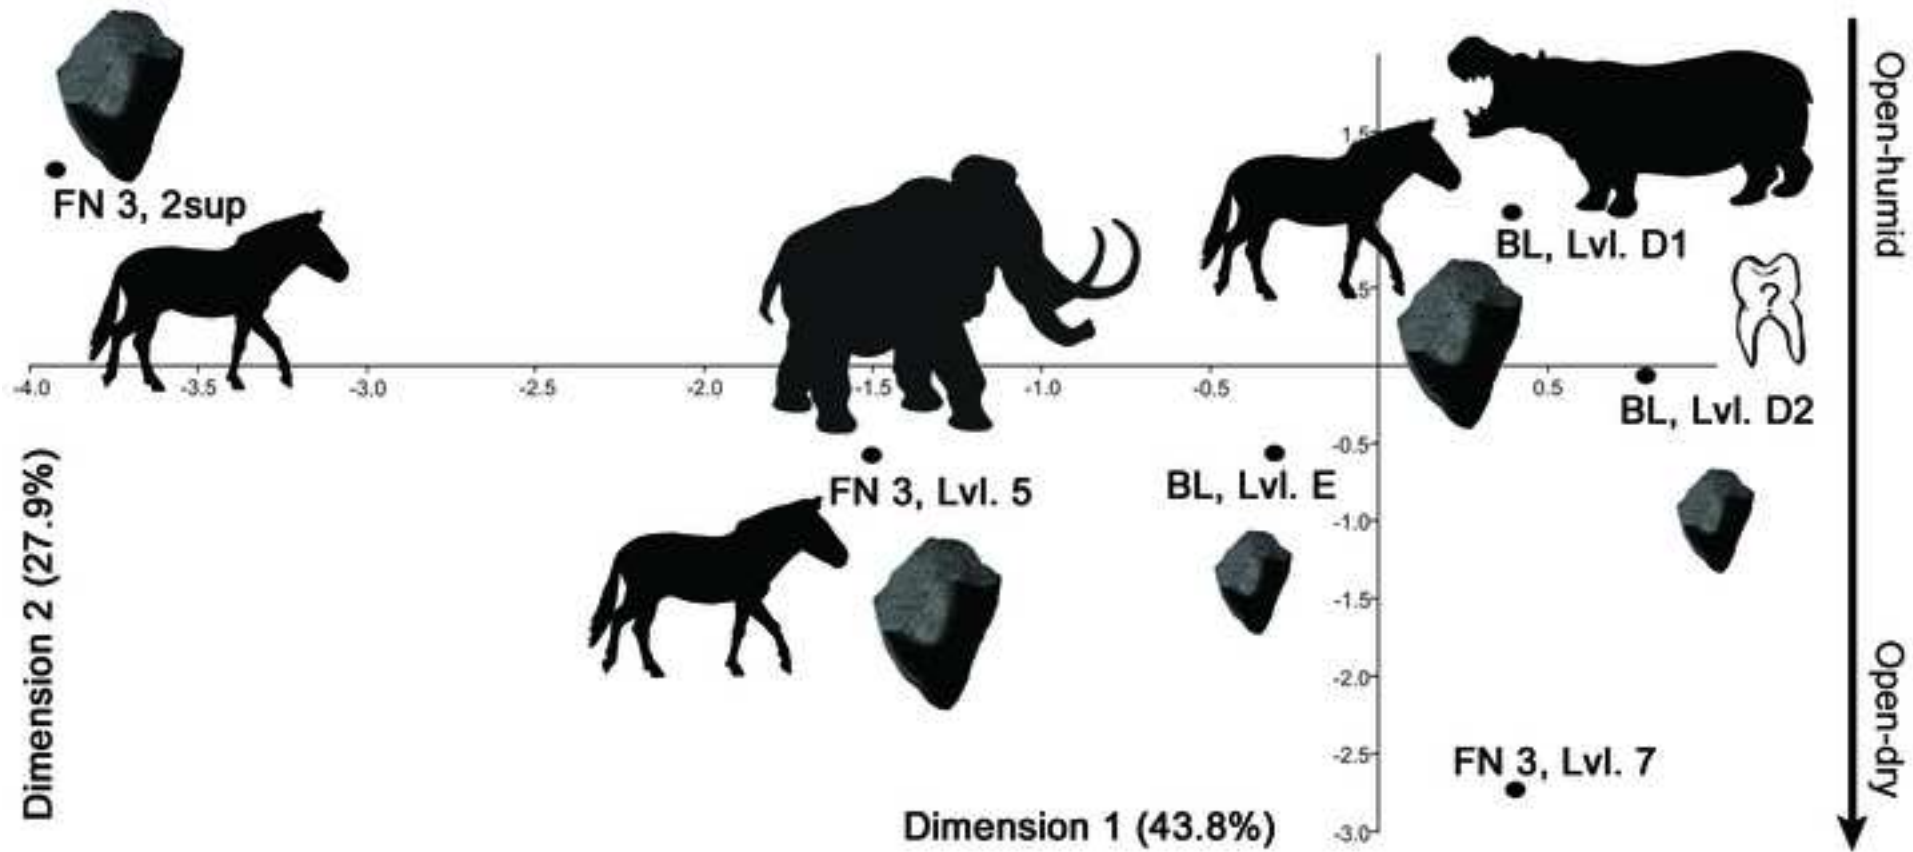 Open-humid
1.5
FN 3, 2sup
BL, Lvl. D1
?
.5
-4.0
-3.5
-3.0
-2.5
-2.0
-1.5
-1.0
-0.5
0.5
BL, Lvl. D2
-0.5
FN 3, Lvl. 5
BL, Lvl. E
-1.0
-1.5
-2.0
-2.5
-3.0
Dimension 2 (27.9%)
FN 3, Lvl. 7
Dimension 1 (43.8%)
Open-dry